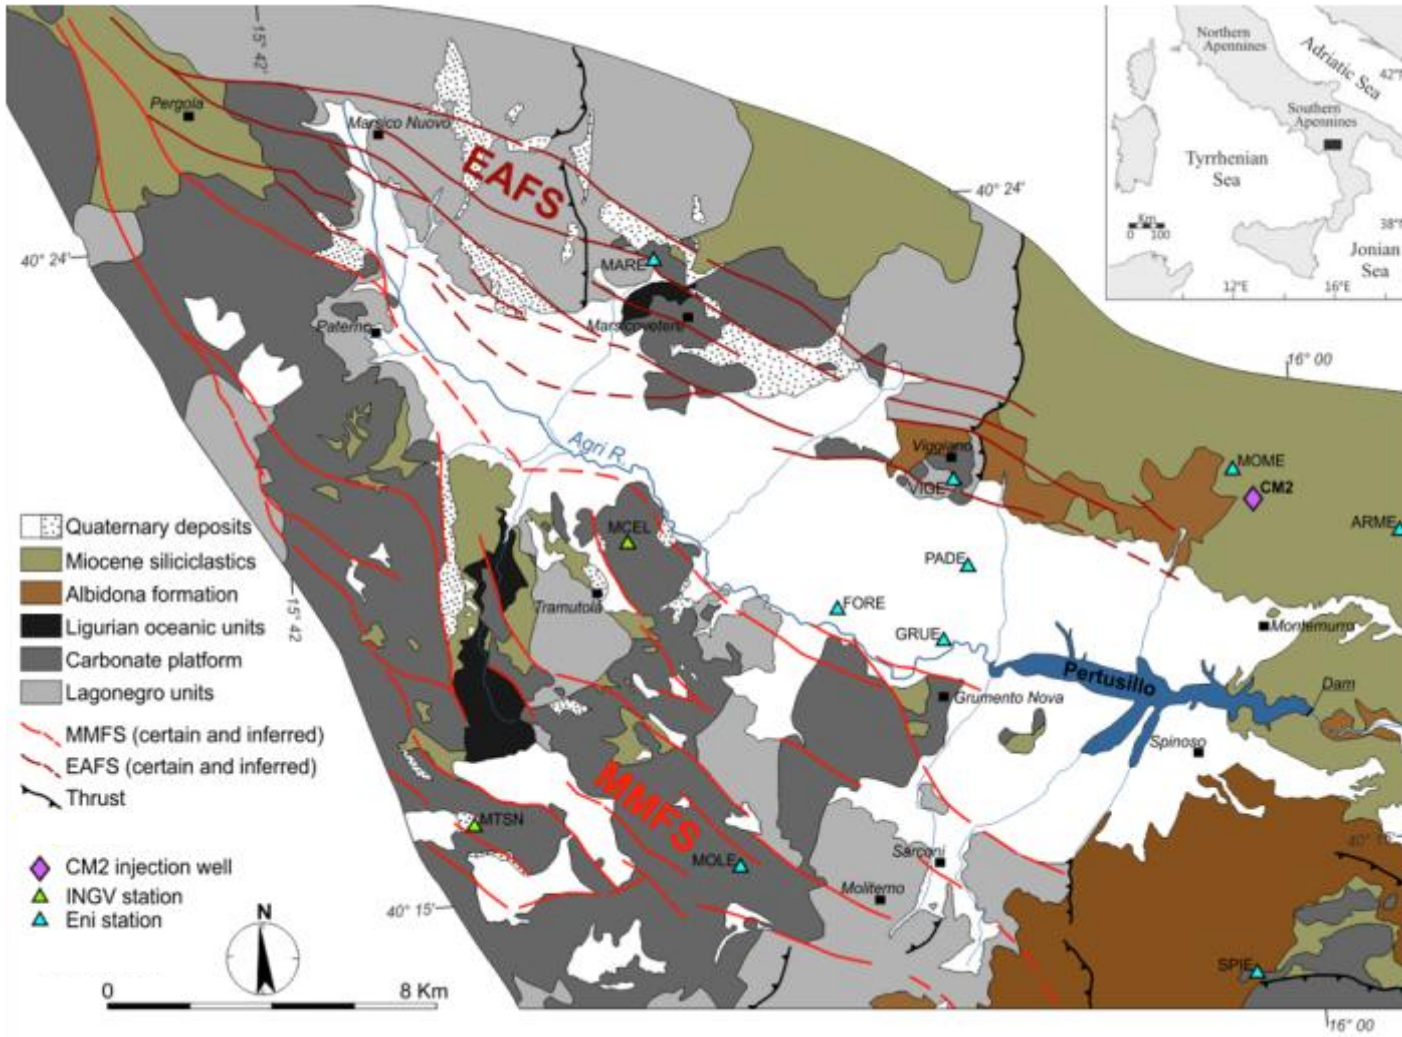 15° 42'
Northern
Apennines
Adriatic Sea
42°N
Southern
Apennines
Tyrrhenian
Sea
Km
0 100
38°N
Jonian
Sea
12°E
16°E
Pergola
Marsico Nuovo
EAFS
40° 24'
40° 24'
MARE
Paterno
Marsicovetere
16° 00
Agri R.
Viggiano
VIGE
MOME
CM2
ARME
MCEL
PADE
Tramutola
FORE
GRUE
Montemurro
Pertusillo
Dam
Grumento Nova
Spinoso
Quaternary deposits
Miocene siliciclastics
Albidona formation
Ligurian oceanic units
Carbonate platform
Lagonegro units
15° 42
MMFS (certain and inferred)
EAFS (certain and inferred)
Thrust
MMFS
MTSN
MOLE
Sarconi
Moliterno
40° 15'
CM2 injection well
INGV station
Eni station
40° 15'
N
SPIE
0
8 Km
16° 00